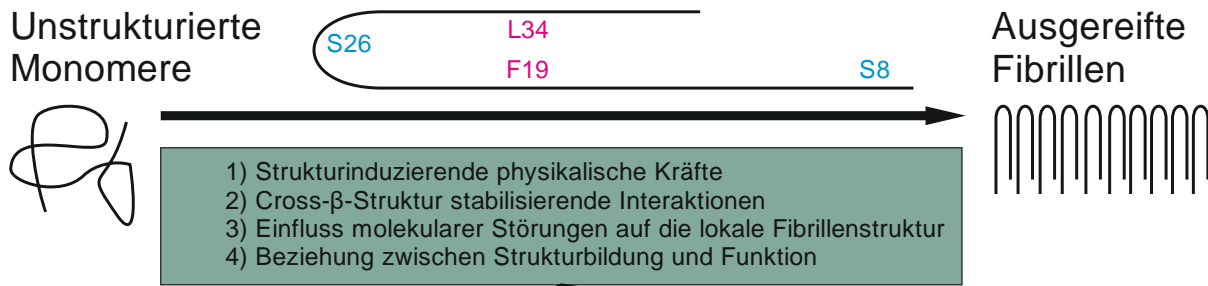 Unstrukturierte
Monomere
S26
L34
F19
S8
Ausgereifte
Fibrillen
1) Strukturinduzierende physikalische Kräfte
2) Cross-β-Struktur stabilisierende Interaktionen
3) Einfluss molekularer Störungen auf die lokale Fibrillenstruktur
4) Beziehung zwischen Strukturbildung und Funktion